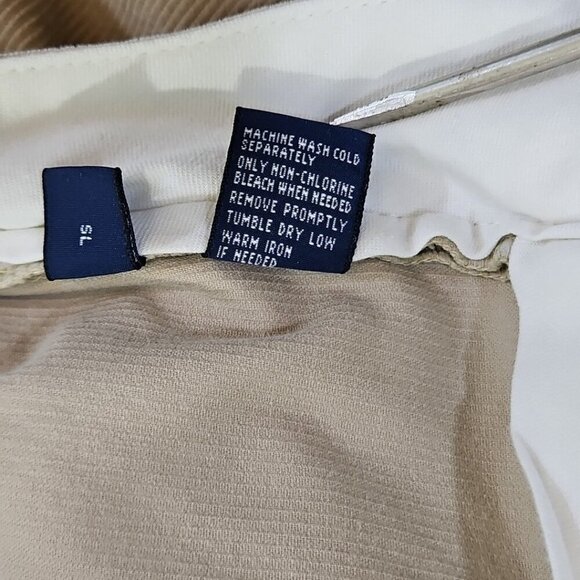 SL
MACHINE WASH COLD
SEPARATELY
ONLY NON-CHLORINE
BLEACH WHEN NEEDED
REMOVE PROMPTLY
TUMBLE DRY LOW
WARM IRON
IF NEEDED